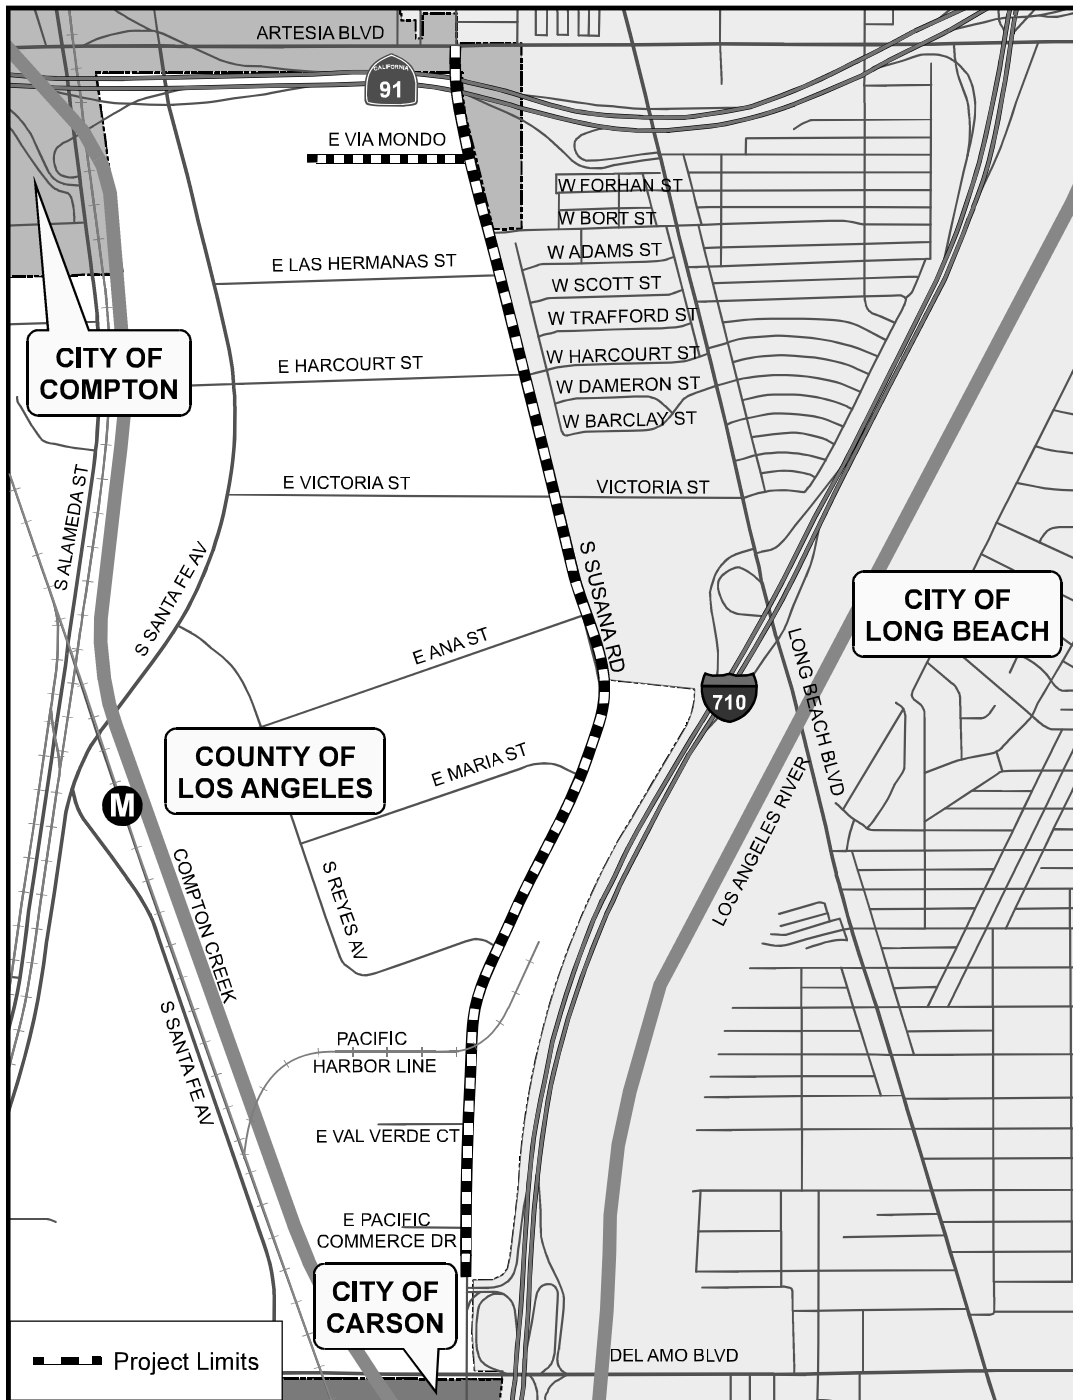 ARTESIA BLVD
CALIFORNIA
91
E VIA MONDO
W FORHAN ST
W BORT ST
W ADAMS ST
E LAS HERMANAS ST
W SCOTT ST
W TRAFFORD ST
CITY OF
COMPTON
E HARCOURT ST
W HARCOURT ST
W DAMERON ST
W BARCLAY ST
E VICTORIA ST
VICTORIA ST
S ALAMEDA ST
S SANTA FE AV
S SUSANA RD
CITY OF
LONG BEACH
E ANA ST
LONG BEACH BLVD
710
COUNTY OF
LOS ANGELES
E MARIA ST
M
LOS ANGELES RIVER
COMPTON CREEK
S REYES AV
S SANTA FE AV
PACIFIC
HARBOR LINE
E VAL VERDE CT
E PACIFIC
COMMERCE DR
CITY OF
CARSON
Project Limits
DEL AMO BLVD